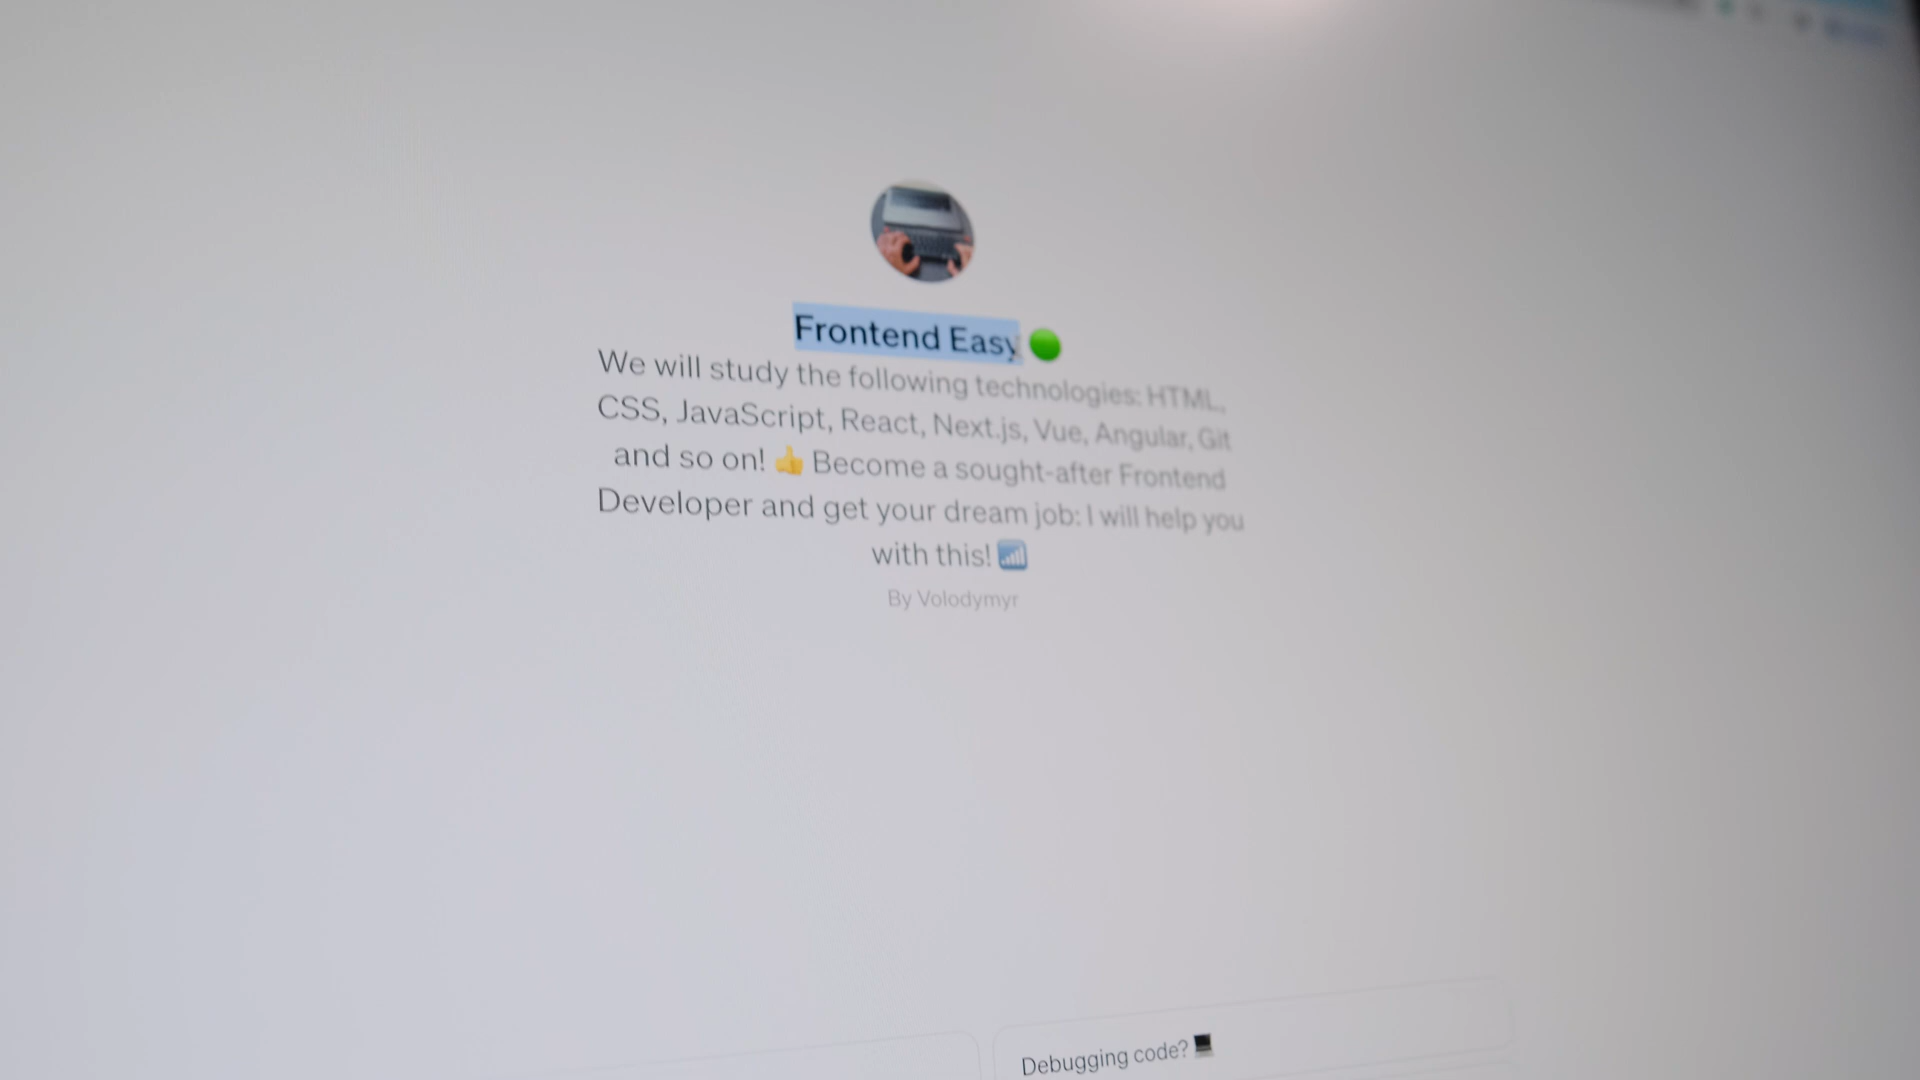 Frontend Easy 🟢
We will study the following technologies: HTML,
CSS, JavaScript, React, Next.js, Vue, Angular, Git
and so on! 👍 Become a sought-after Frontend
Developer and get your dream job: I will help you
with this! 📶
By Volodymyr
Debugging code? 💻